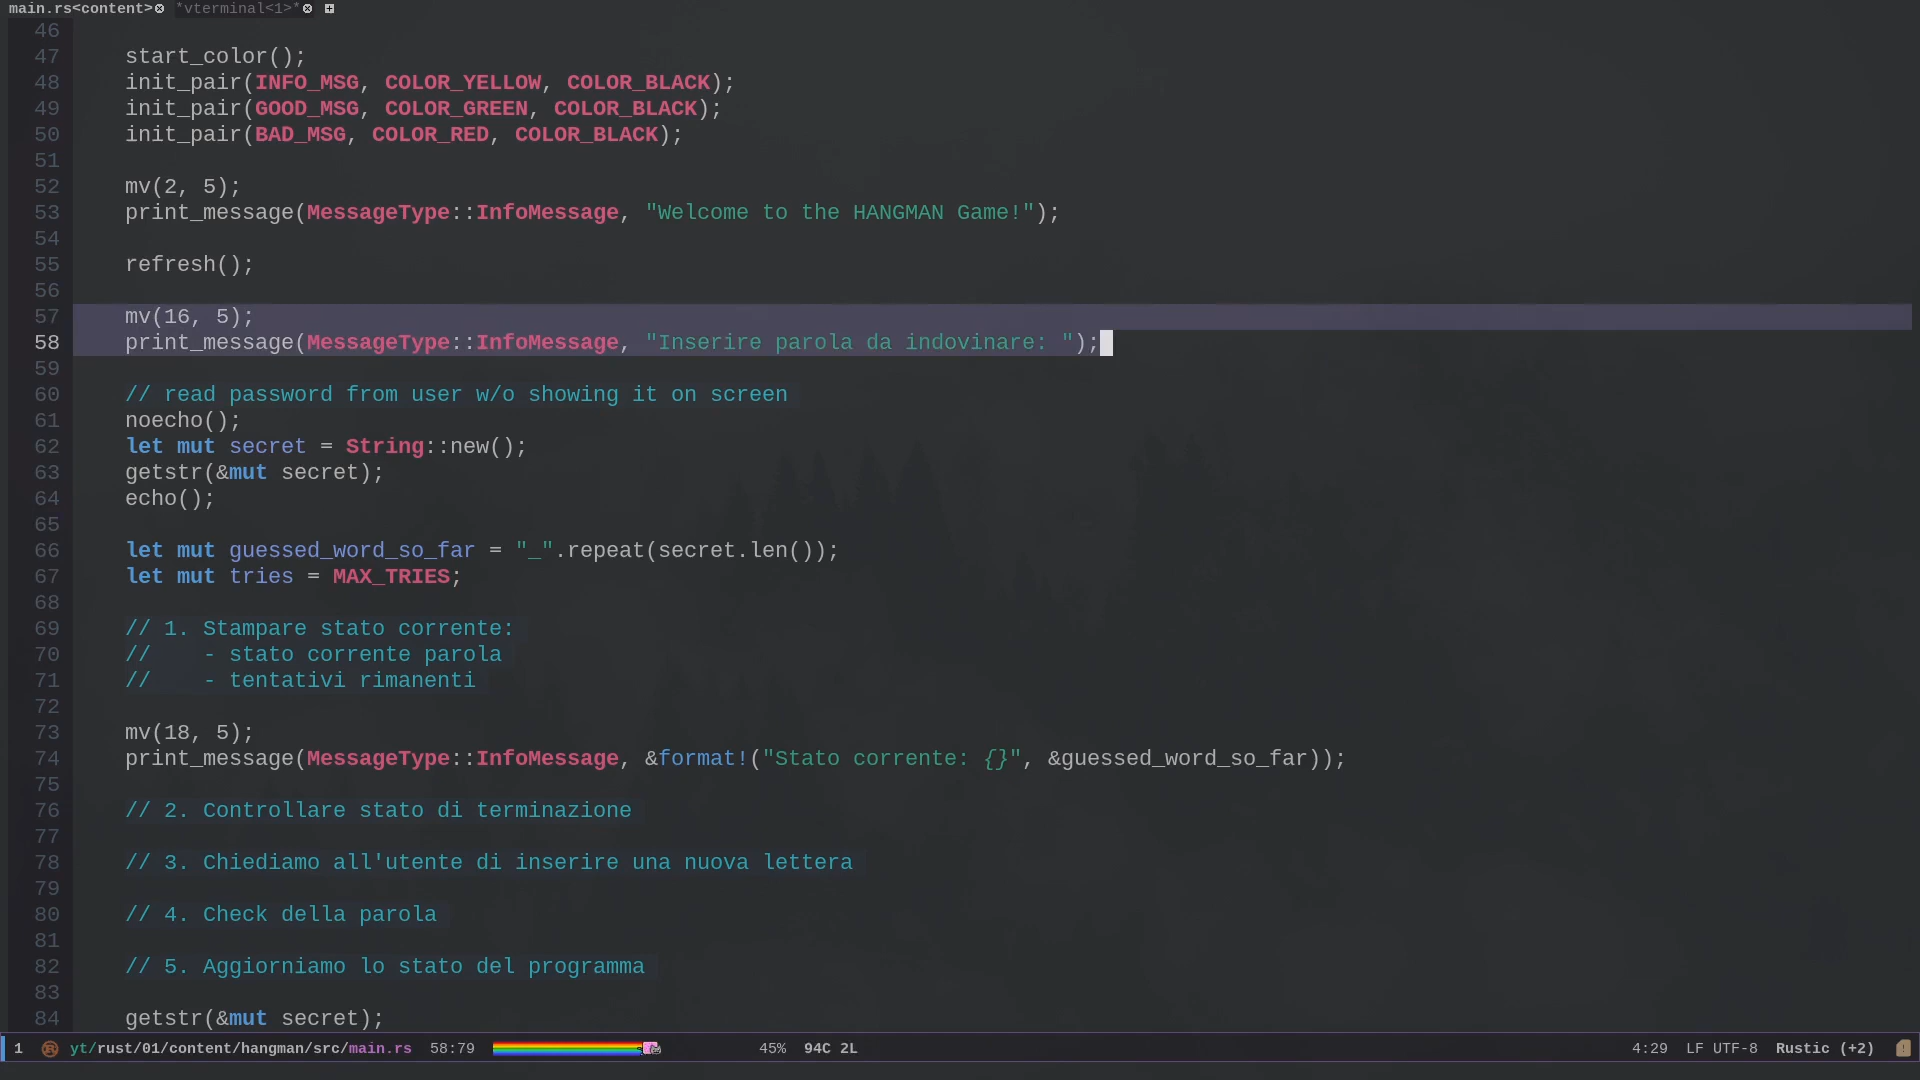 main.rs<content> *vterminal<1>*
46
47 start_color();
48 init_pair(INFO_MSG, COLOR_YELLOW, COLOR_BLACK);
49 init_pair(GOOD_MSG, COLOR_GREEN, COLOR_BLACK);
50 init_pair(BAD_MSG, COLOR_RED, COLOR_BLACK);
51
52 mv(2, 5);
53 print_message(MessageType::InfoMessage, "Welcome to the HANGMAN Game!");
54
55 refresh();
56
57 mv(16, 5);
58 print_message(MessageType::InfoMessage, "Inserire parola da indovinare: ");
59
60 // read password from user w/o showing it on screen
61 noecho();
62 let mut secret = String::new();
63 getstr(&mut secret);
64 echo();
65
66 let mut guessed_word_so_far = "_".repeat(secret.len());
67 let mut tries = MAX_TRIES;
68
69 // 1. Stampare stato corrente:
70 //    - stato corrente parola
71 //    - tentativi rimanenti
72
73 mv(18, 5);
74 print_message(MessageType::InfoMessage, &format!("Stato corrente: {}", &guessed_word_so_far));
75
76 // 2. Controllare stato di terminazione
77
78 // 3. Chiediamo all'utente di inserire una nuova lettera
79
80 // 4. Check della parola
81
82 // 5. Aggiorniamo lo stato del programma
83
84 getstr(&mut secret);
1 yt/rust/01/content/hangman/src/main.rs 58:79 45% 94C 2L 4:29 LF UTF-8 Rustic (+2)